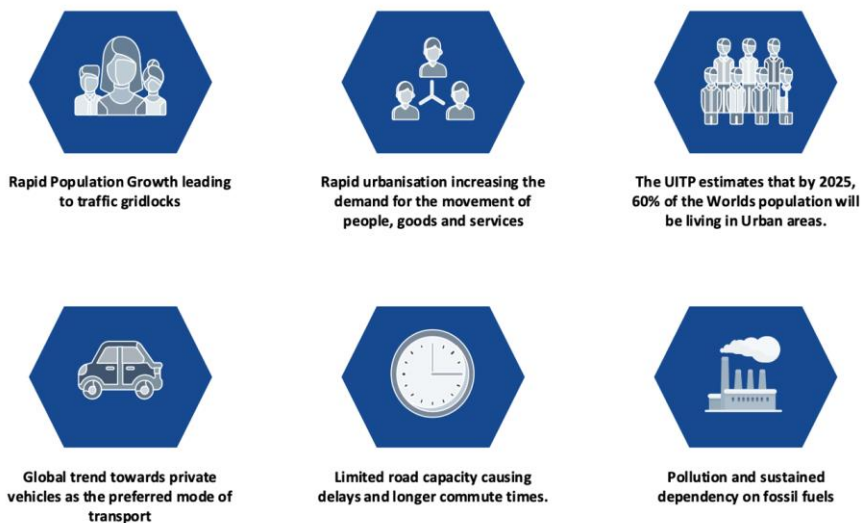 Rapid Population Growth leading
to traffic gridlocks
Rapid urbanisation increasing the
demand for the movement of
people, goods and services
The UITP estimates that by 2025,
60% of the Worlds population will
be living in Urban areas.
Global trend towards private
vehicles as the preferred mode of
transport
Limited road capacity causing
delays and longer commute times.
Pollution and sustained
dependency on fossil fuels